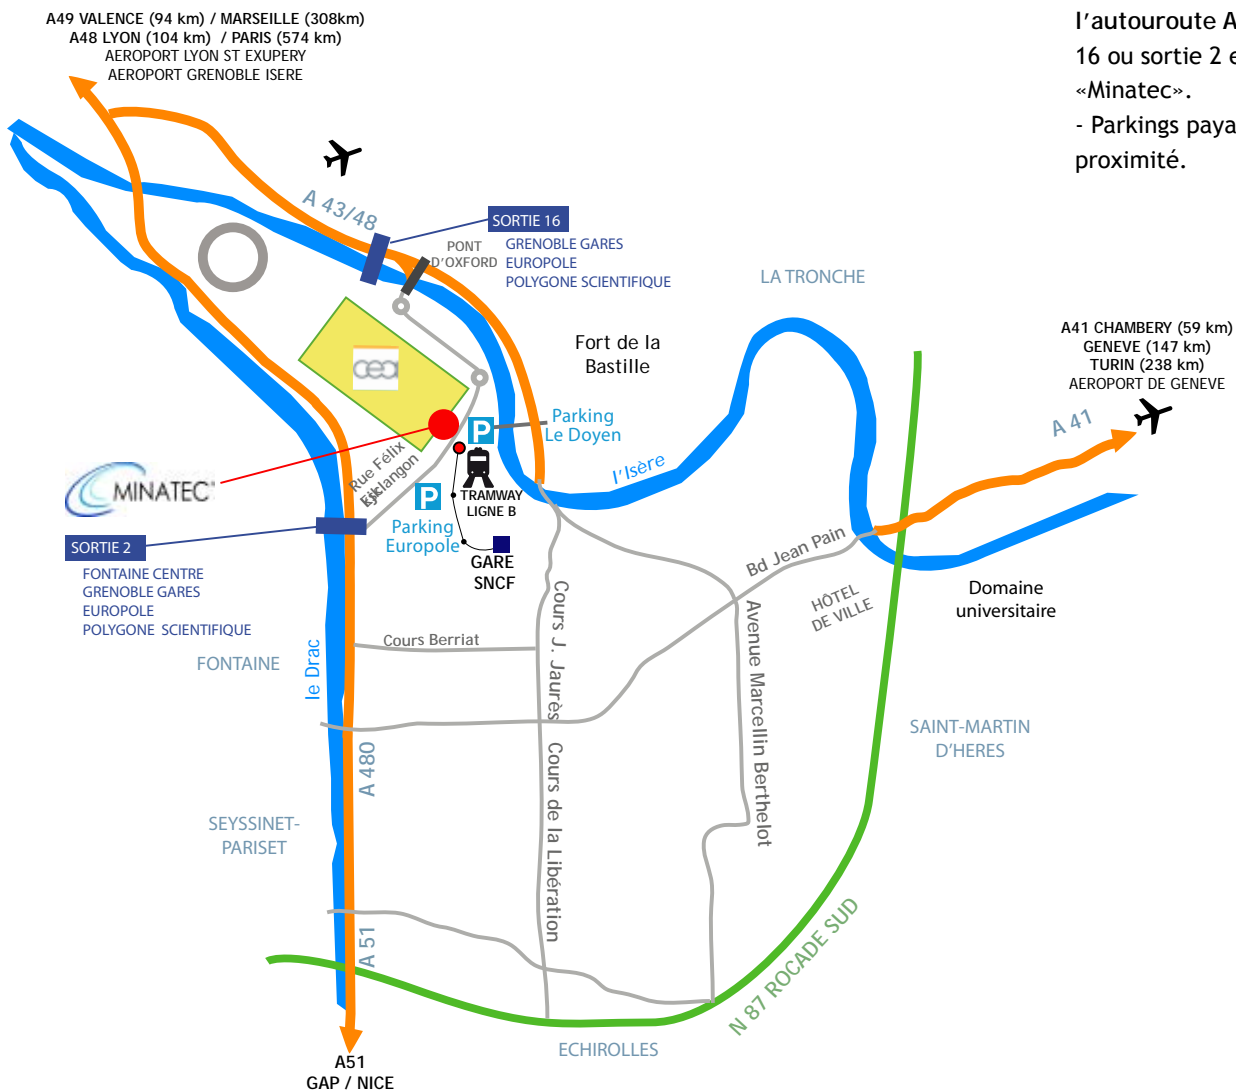 A49 VALENCE (94 km) / MARSEILLE (308km)
A48 LYON (104 km) / PARIS (574 km)
AEROPORT LYON ST EXUPERY
AEROPORT GRENOBLE ISERE
l'autouroute A
16 ou sortie 2 e
«Minatec».
- Parkings paya
proximité.
A 43/48
SORTIE 16
GRENOBLE GARES
EUROPOLE
POLYGONE SCIENTIFIQUE
PONT
D'OXFORD
LA TRONCHE
cea
Fort de la
Bastille
A41 CHAMBERY (59 km)
GENEVE (147 km)
TURIN (238 km)
AEROPORT DE GENEVE
A 41
P
Parking
Le Doyen
l'Isère
MINATEC
Rue Félix
Esclangon
TRAMWAY
LIGNE B
P
Parking
Europole
GARE
SNCF
SORTIE 2
FONTAINE CENTRE
GRENOBLE GARES
EUROPOLE
POLYGONE SCIENTIFIQUE
Bd Jean Pain
HÔTEL
DE VILLE
Domaine
universitaire
FONTAINE
le Drac
Cours Berriat
Cours J. Jaurès
Avenue Marcellin Berthelot
SAINT-MARTIN
D'HERES
A 480
Cours de la Libération
SEYSSINET-
PARISET
A 51
N 87 ROCADE SUD
ECHIROLLES
A51
GAP / NICE